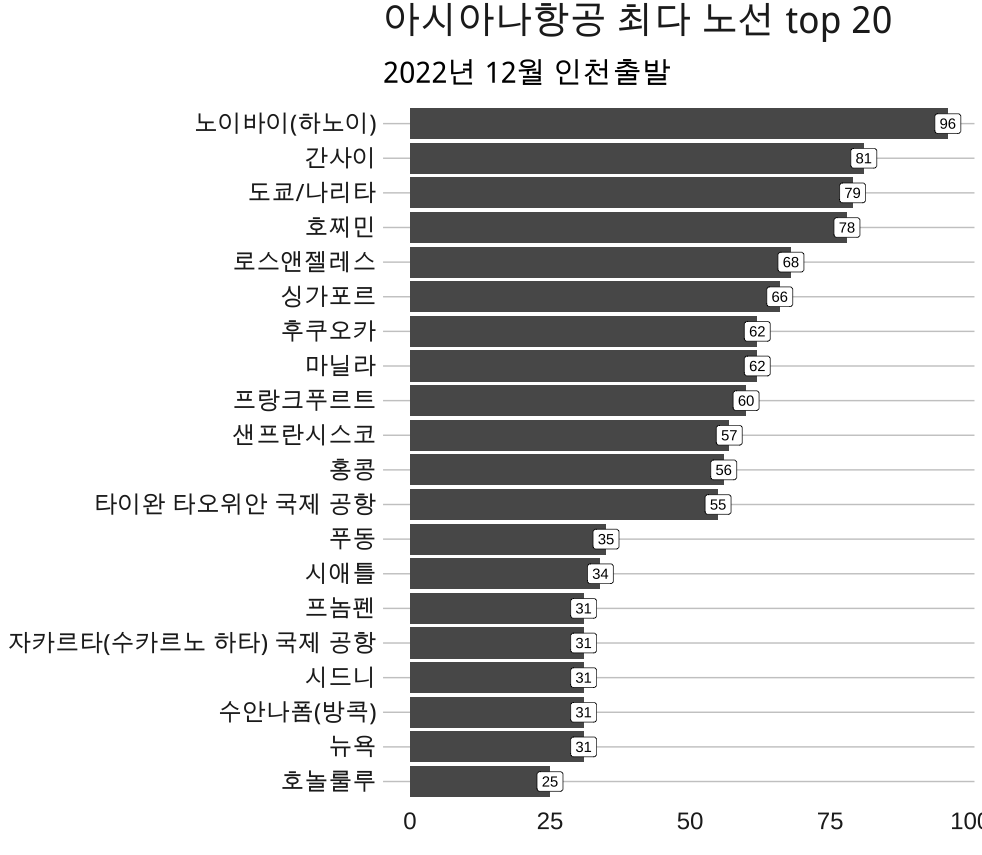 아시아나항공 최다 노선 top 20
2022년 12월 인천출발
노이바이(하노이) 96
간사이 81
도쿄/나리타 79
호찌민 78
로스앤젤레스 68
싱가포르 66
후쿠오카 62
마닐라 62
프랑크푸르트 60
샌프란시스코 57
홍콩 56
타이완 타오위안 국제 공항 55
푸동 35
시애틀 34
프놈펜 31
자카르타(수카르노 하타) 국제 공항 31
시드니 31
수안나폼(방콕) 31
뉴욕 31
호놀룰루 25
0 25 50 75 100